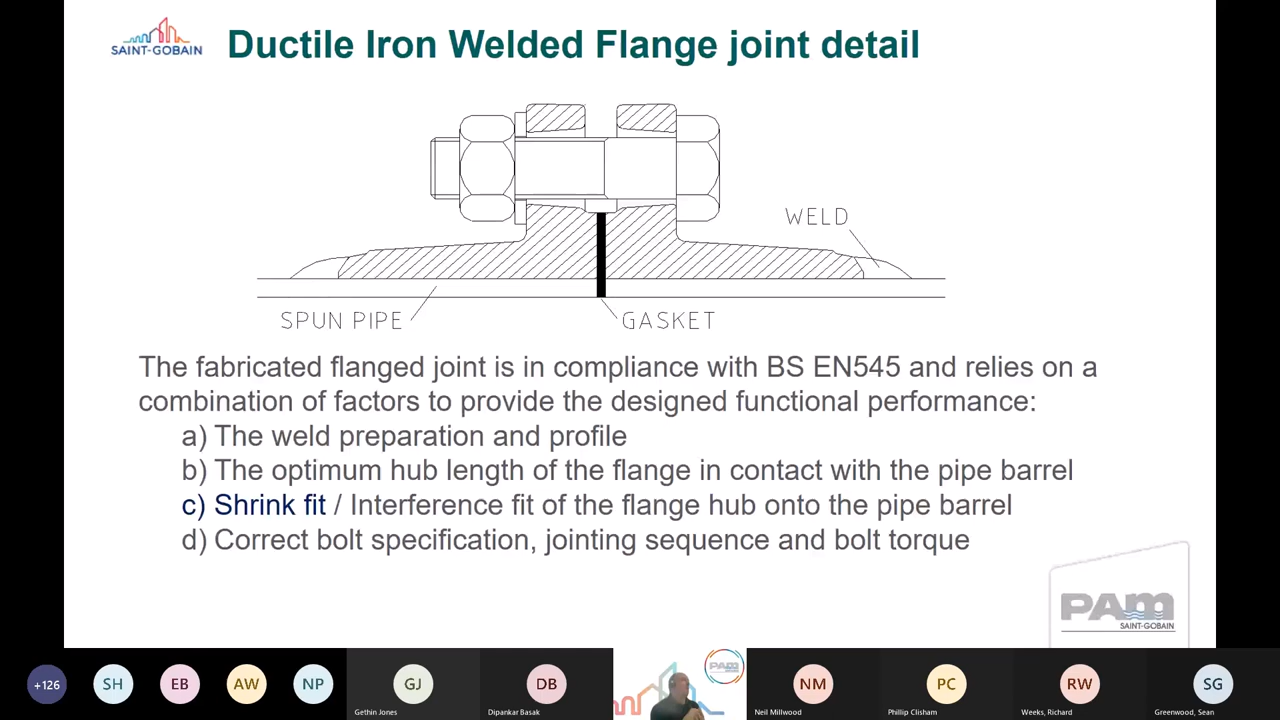 SAINT-GOBAIN
Ductile Iron Welded Flange joint detail
WELD
SPUN PIPE
GASKET
The fabricated flanged joint is in compliance with BS EN545 and relies on a
combination of factors to provide the designed functional performance:
a) The weld preparation and profile
b) The optimum hub length of the flange in contact with the pipe barrel
c) Shrink fit / Interference fit of the flange hub onto the pipe barrel
d) Correct bolt specification, jointing sequence and bolt torque
PAM
SAINT-GOBAIN
+126
SH
EB
AW
NP
GJ
Gethin Jones
DB
Dipankar Basak
PAM
NM
Neil Millwood
PC
Phillip Clisham
RW
Weeks, Richard
SG
Greenwood, Sean